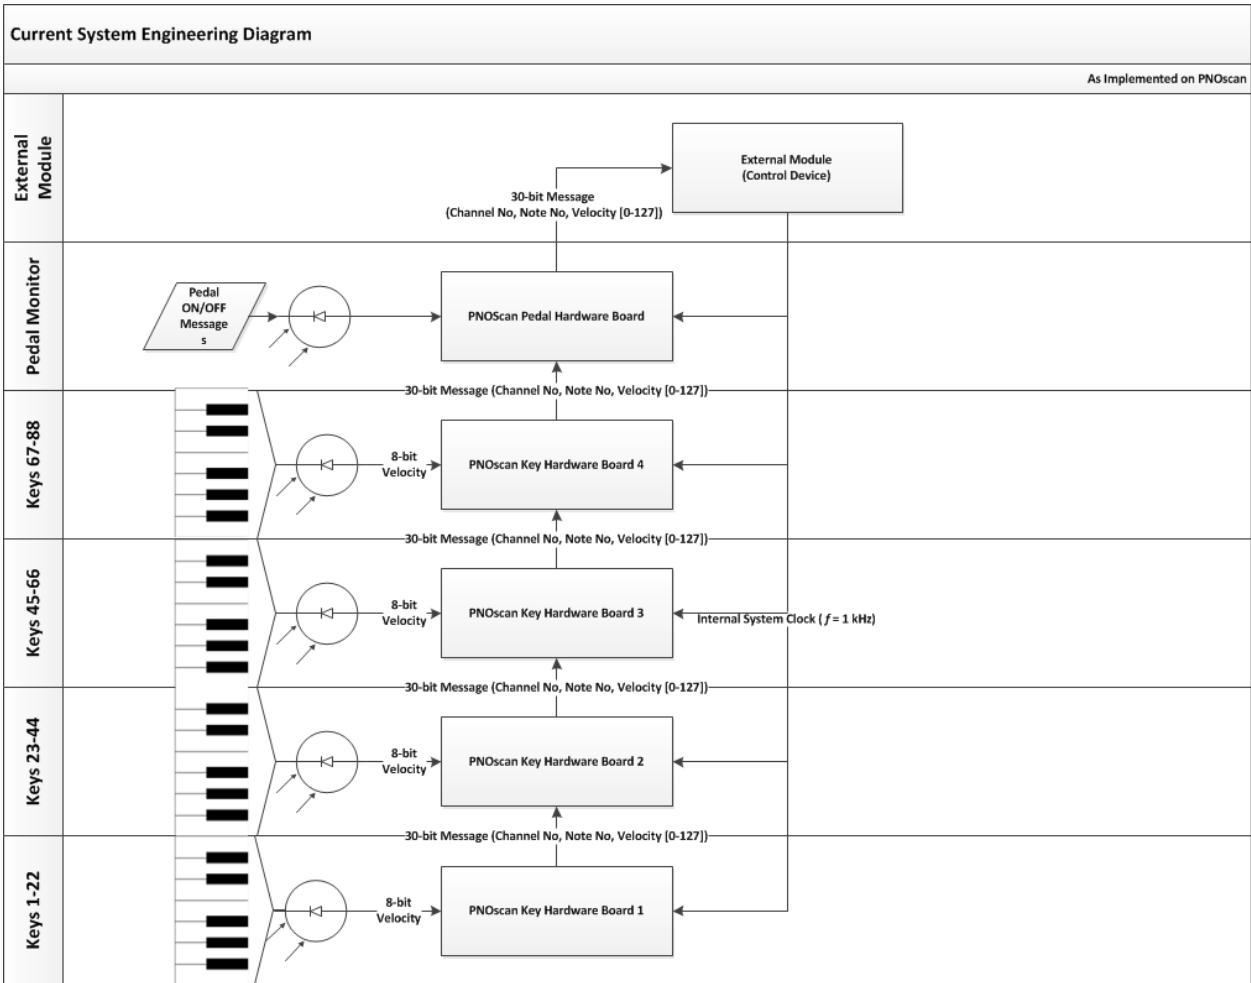 Current System Engineering Diagram
As Implemented on PNOscan
External
Module
External Module
(Control Device)
30-bit Message
(Channel No, Note No, Velocity [0-127])
Pedal Monitor
Pedal
ON/OFF
Message
s
PNOScan Pedal Hardware Board
30-bit Message (Channel No, Note No, Velocity [0-127])
Keys 67-88
8-bit
Velocity
PNOscan Key Hardware Board 4
30-bit Message (Channel No, Note No, Velocity [0-127])
Keys 45-66
8-bit
Velocity
PNOscan Key Hardware Board 3
Internal System Clock ( f = 1 kHz)
30-bit Message (Channel No, Note No, Velocity [0-127])
Keys 23-44
8-bit
Velocity
PNOscan Key Hardware Board 2
30-bit Message (Channel No, Note No, Velocity [0-127])
Keys 1-22
8-bit
Velocity
PNOscan Key Hardware Board 1